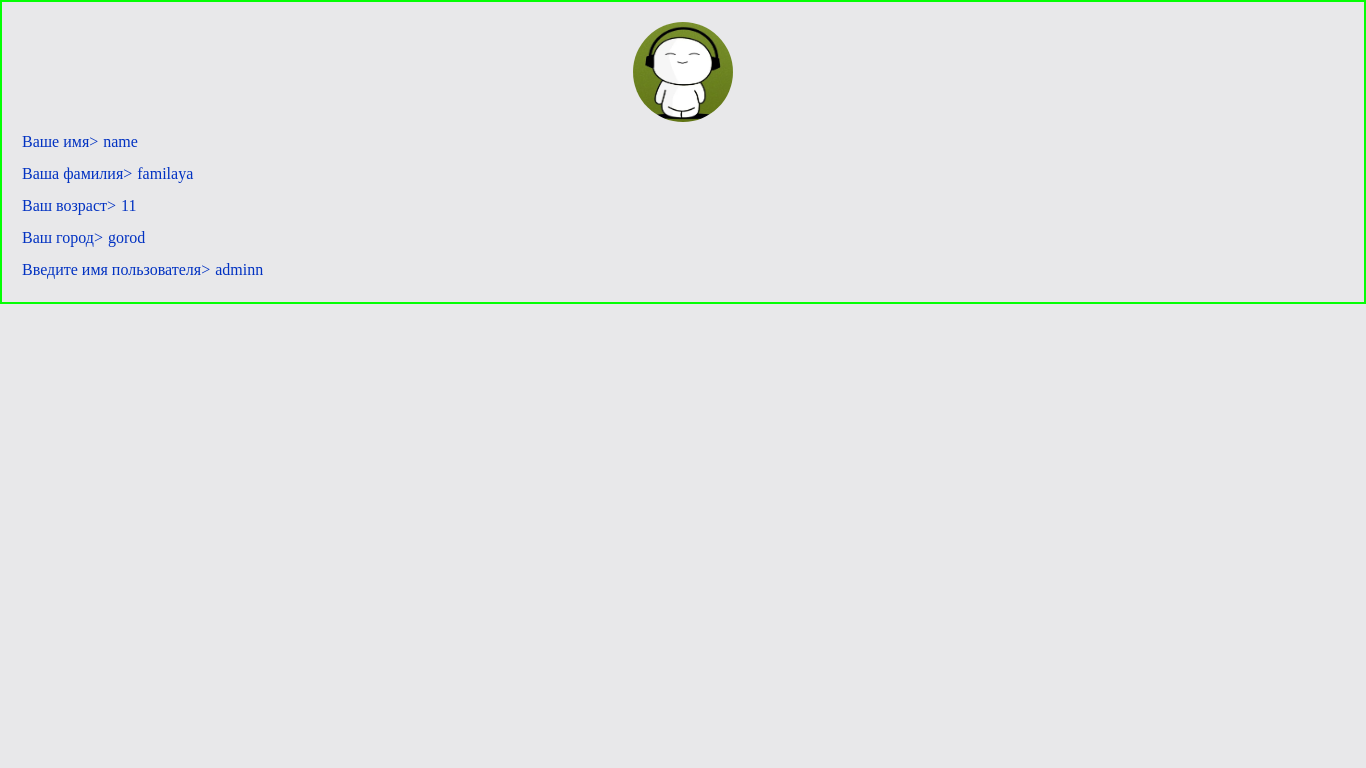 Ваше имя> name
Ваша фамилия> familaya
Ваш возраст> 11
Ваш город> gorod
Введите имя пользователя> adminn